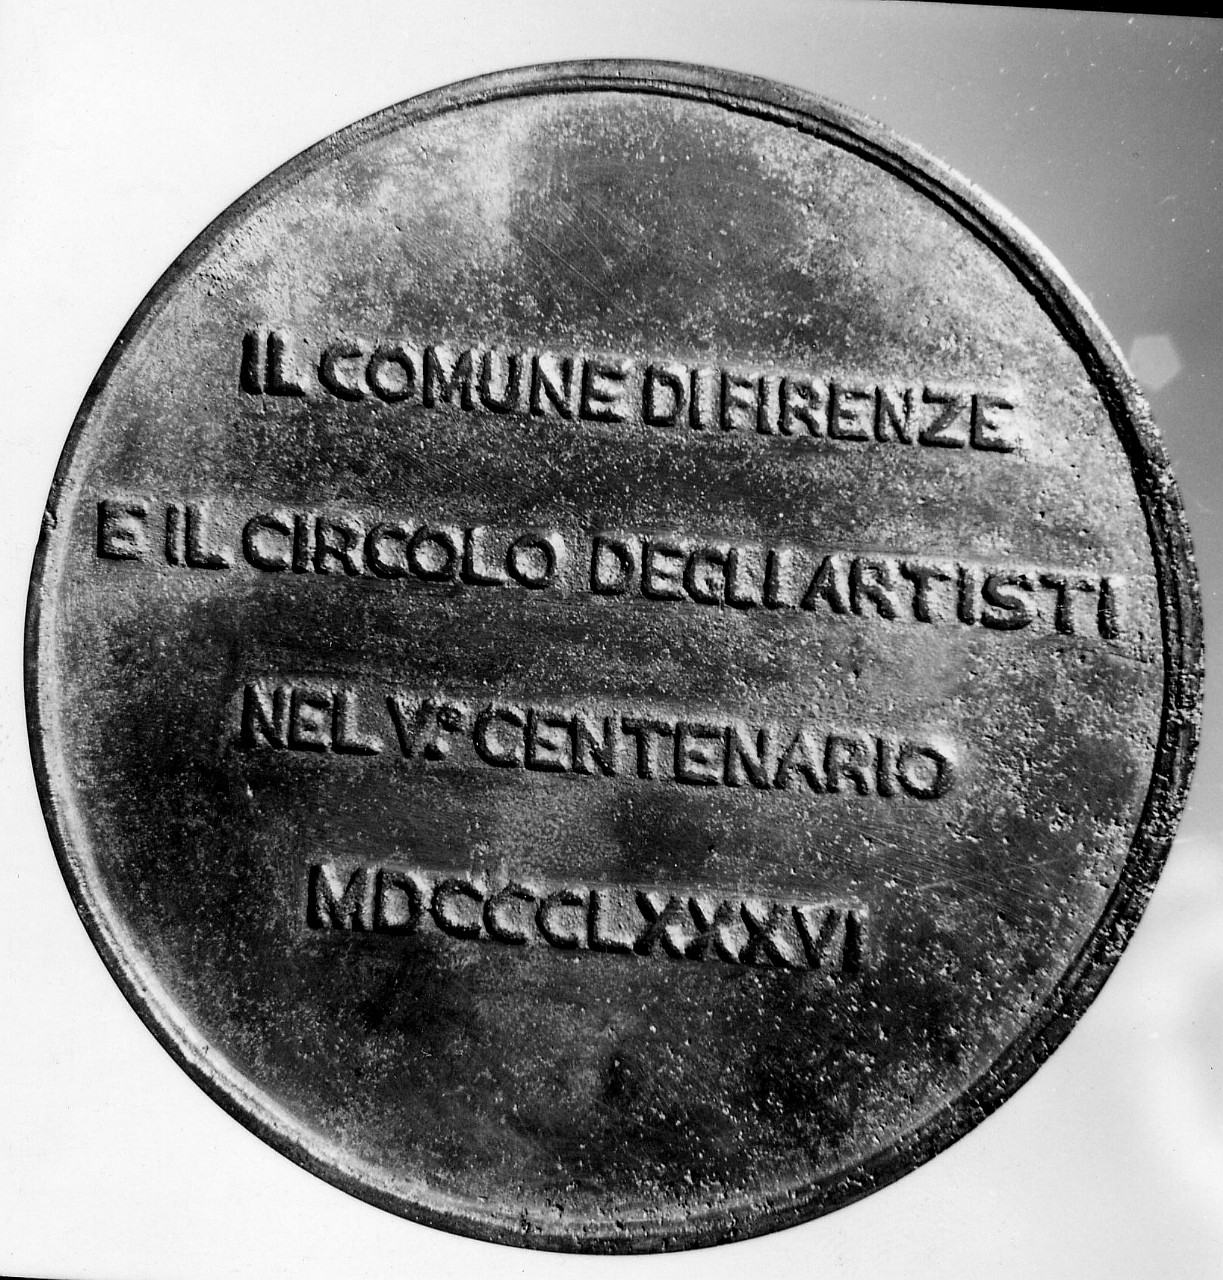 IL COMUNE DI FIRENZE
E IL CIRCOLO DEGLI ARTISTI
NEL V.º CENTENARIO
MDCCCLXXXVI